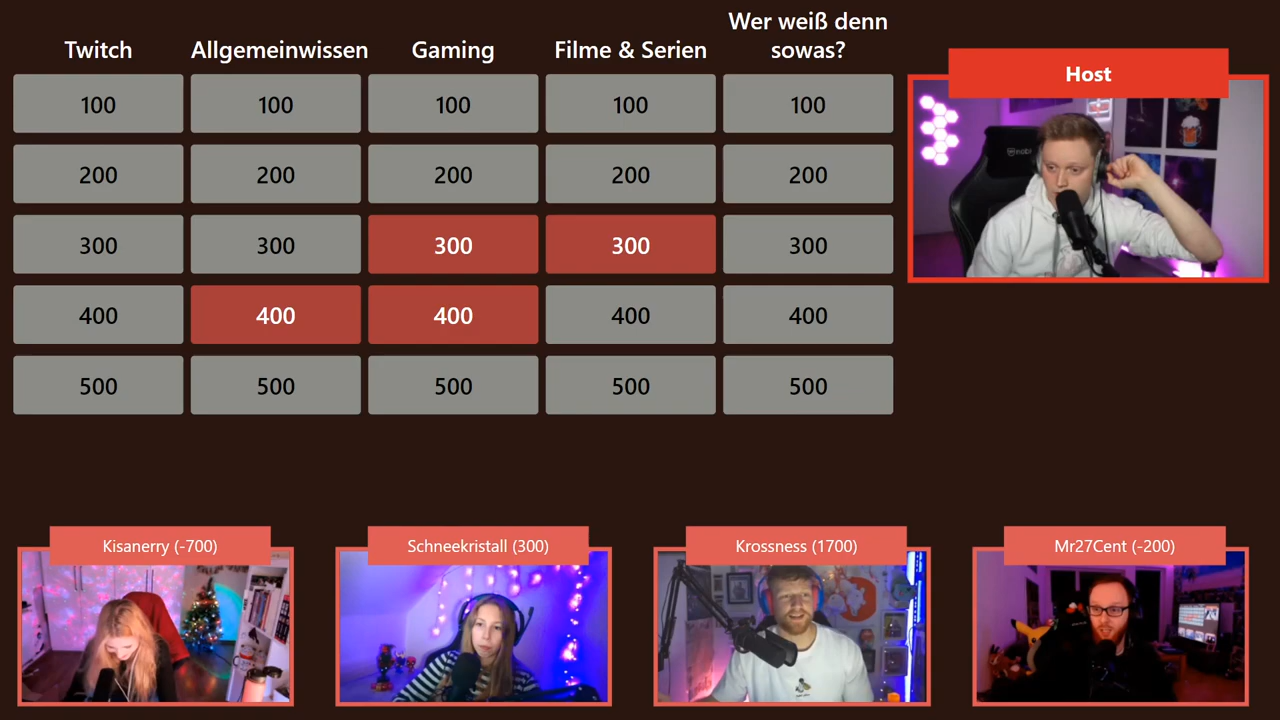 Twitch
Allgemeinwissen
Gaming
Filme & Serien
Wer weiß denn
sowas?
Host
100
100
100
100
100
200
200
200
200
200
300
300
300
300
300
400
400
400
400
400
500
500
500
500
500
Kisanerry (-700)
Schneekristall (300)
Krossness (1700)
Mr27Cent (-200)